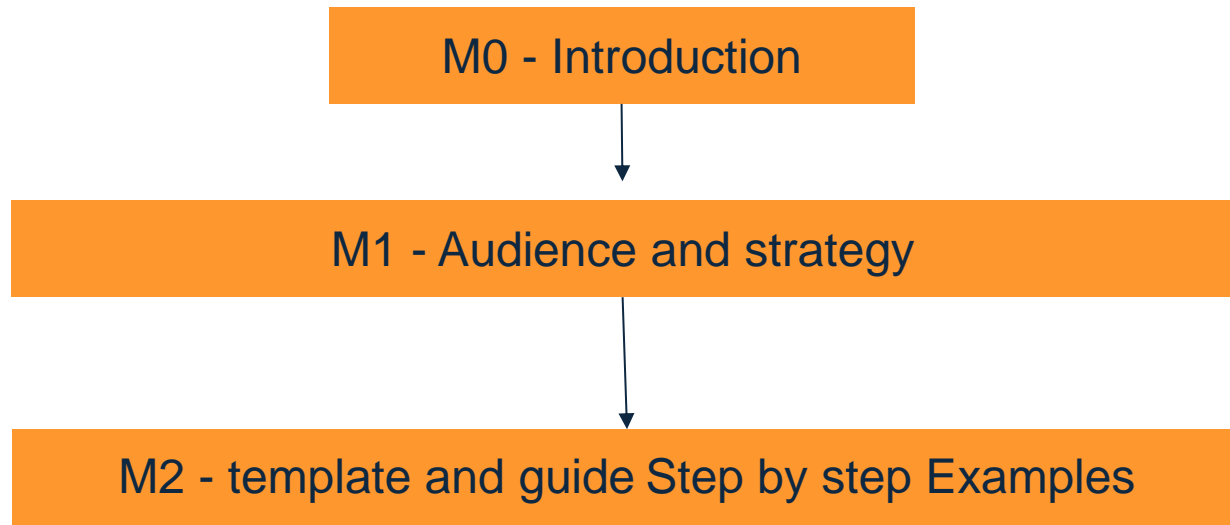 M0 - Introduction
M1 - Audience and strategy
M2 - template and guide Step by step Examples